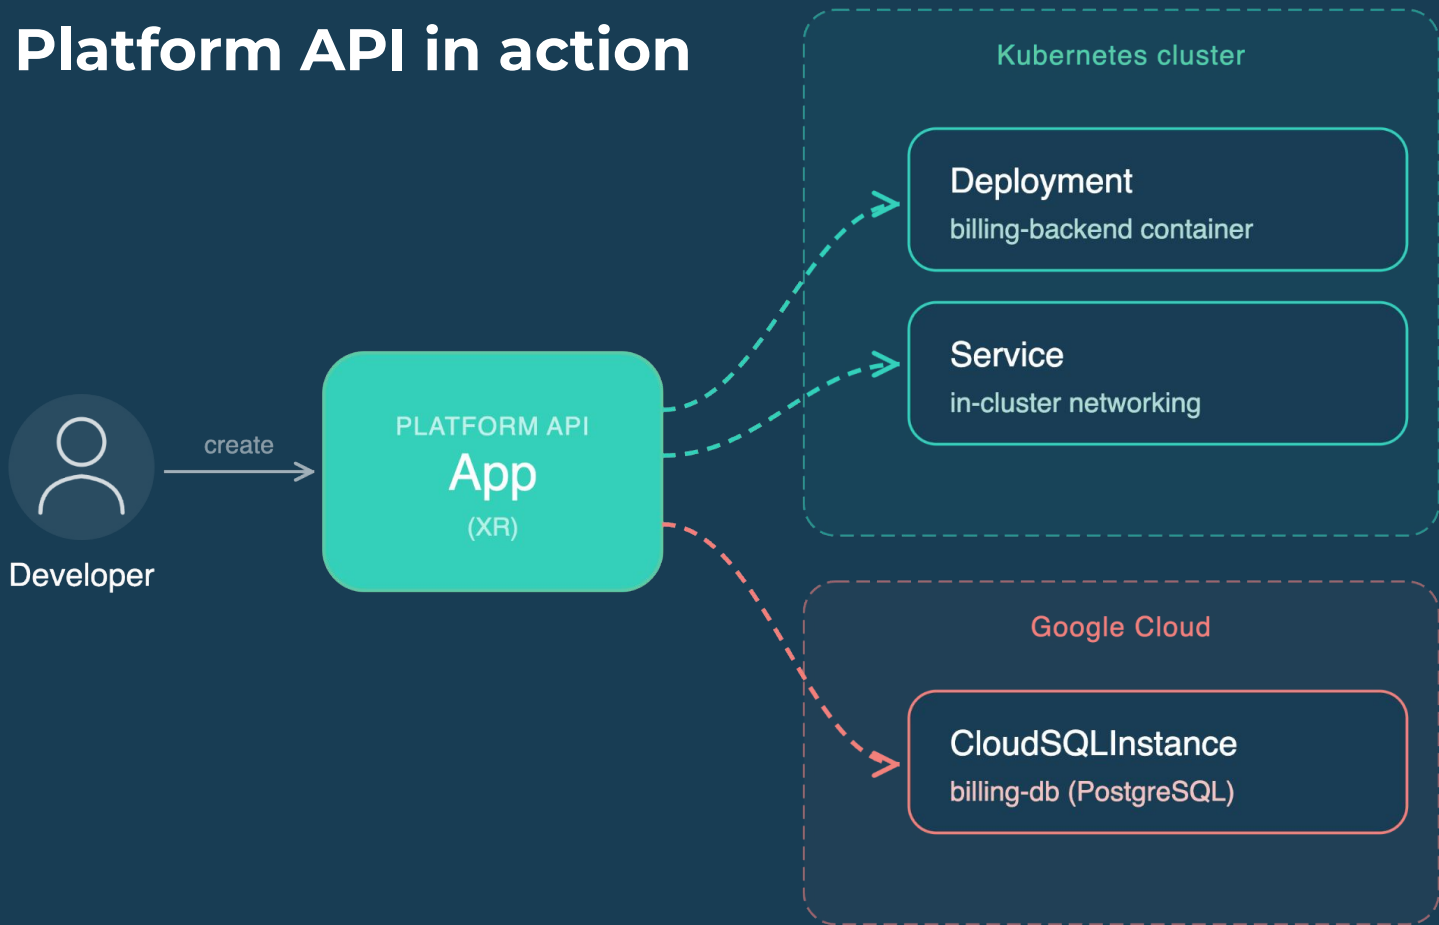 Platform API in action
Kubernetes cluster
Deployment
billing-backend container
Service
in-cluster networking
create
Developer
PLATFORM API
App
(XR)
Google Cloud
CloudSQLInstance
billing-db (PostgreSQL)